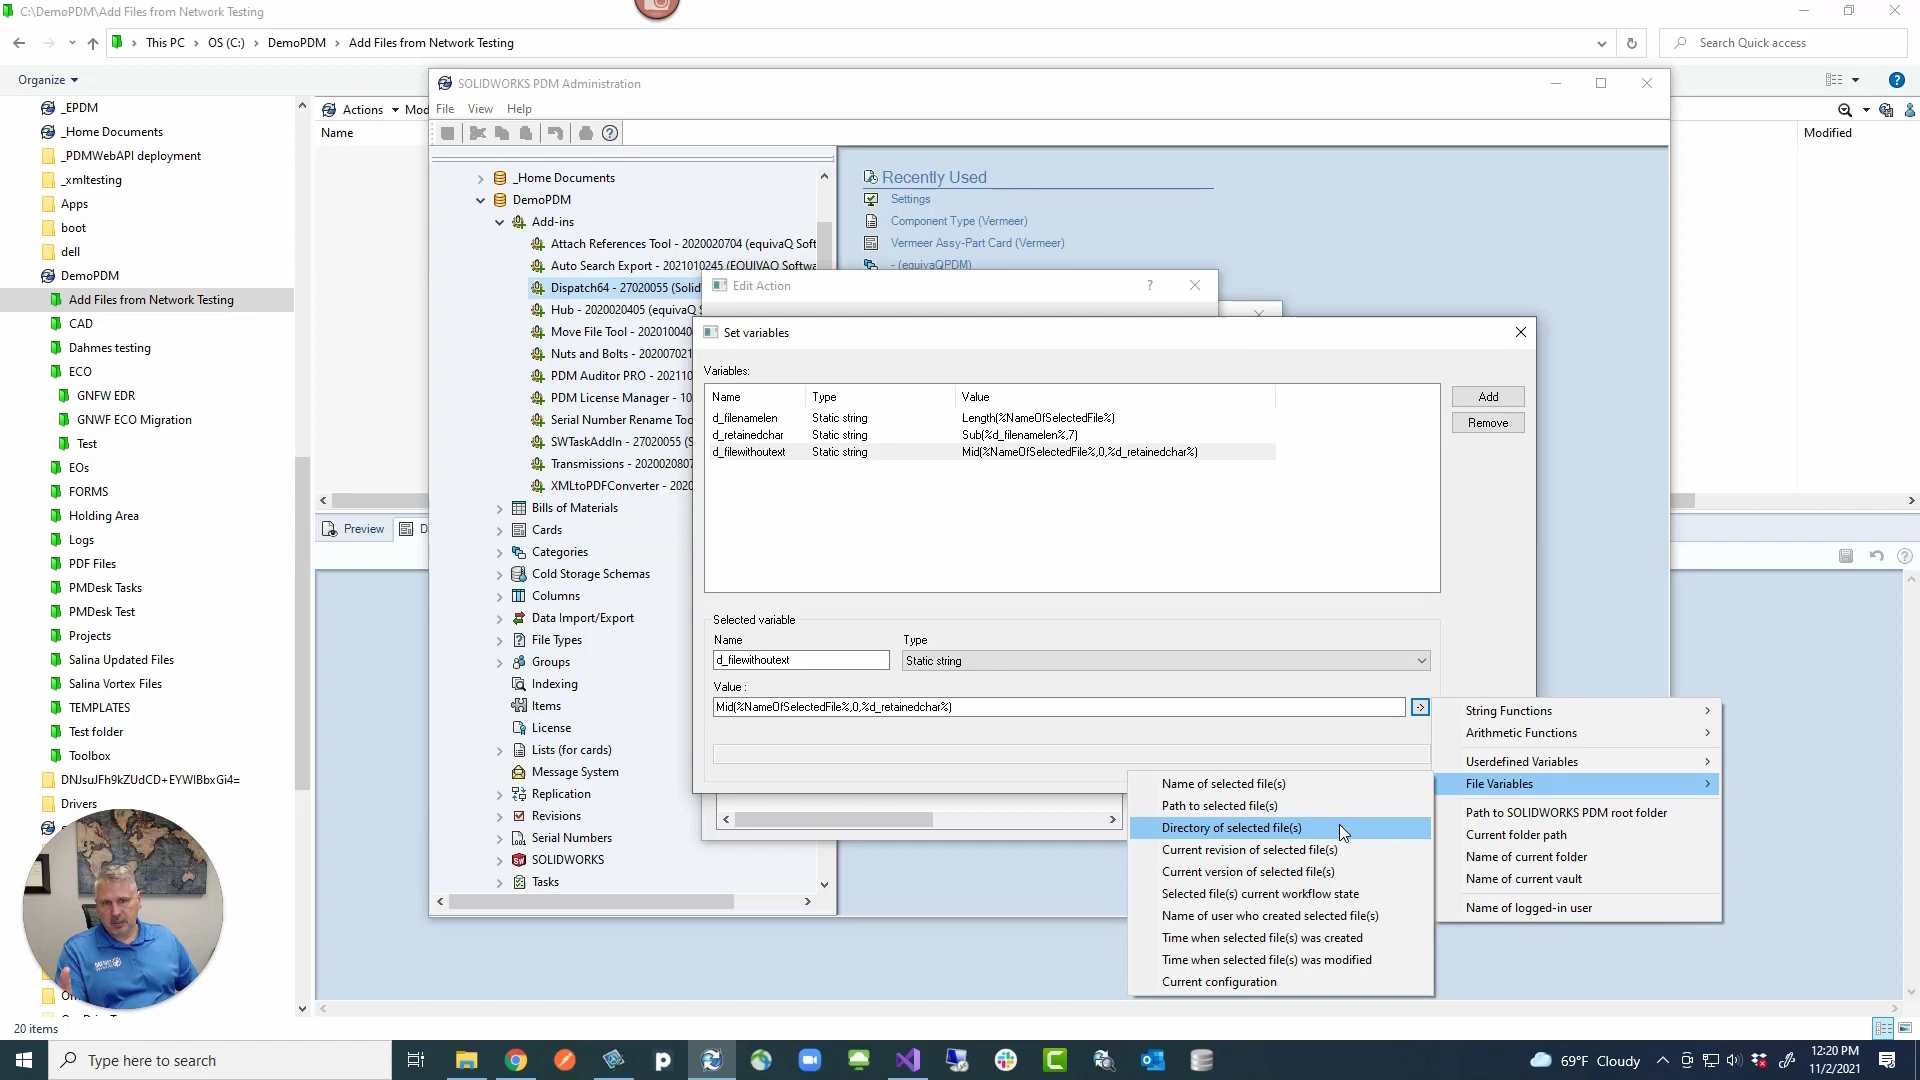 C:\DemoPDM\Add Files from Network Testing
This PC
OS (C:)
DemoPDM
Add Files from Network Testing
Search Quick access
Organize
_EPDM
_Home Documents
_PDMWebAPI deployment
_xmltesting
Apps
boot
dell
DemoPDM
Add Files from Network Testing
CAD
Dahmes testing
ECO
GNFW EDR
GNWF ECO Migration
Test
EOs
FORMS
Holding Area
Logs
PDF Files
PMDesk Tasks
PMDesk Test
Projects
Salina Updated Files
Salina Vortex Files
TEMPLATES
Test folder
Toolbox
DNJsuJFh9kZUdCD+EYWIBbxGi4=
Drivers
20 items
Actions
Mod
Name
Modified
Preview
D
SOLIDWORKS PDM Administration
File
View
Help
_Home Documents
DemoPDM
Add-ins
Attach References Tool - 2020020704 (equivaQ Soft
Auto Search Export - 2021010245 (EQUIVAQ Softwa
Dispatch64 - 27020055 (Solid
Hub - 2020020405 (equivaQ S
Move File Tool - 202010040
Nuts and Bolts - 202007021
PDM Auditor PRO - 202110
PDM License Manager - 10
Serial Number Rename Too
SWTaskAddIn - 27020055 (S
Transmissions - 2020020807
XMLtoPDFConverter - 2020
Bills of Materials
Cards
Categories
Cold Storage Schemas
Columns
Data Import/Export
File Types
Groups
Indexing
Items
License
Lists (for cards)
Message System
Replication
Revisions
Serial Numbers
SOLIDWORKS
Tasks
Recently Used
Settings
Component Type (Vermeer)
Vermeer Assy-Part Card (Vermeer)
- (equivaQPDM)
Edit Action
Set variables
Variables:
Name Type Value
d_filenamelen Static string Length(%NameOfSelectedFile%)
d_retainedchar Static string Sub(%d_filenamelen%,7)
d_filewithoutext Static string Mid(%NameOfSelectedFile%,0,%d_retainedchar%)
Add
Remove
Selected variable
Name
Type
d_filewithoutext
Static string
Value :
Mid(%NameOfSelectedFile%,0,%d_retainedchar%)
String Functions
Arithmetic Functions
Userdefined Variables
File Variables
Path to SOLIDWORKS PDM root folder
Current folder path
Name of current folder
Name of current vault
Name of logged-in user
Name of selected file(s)
Path to selected file(s)
Directory of selected file(s)
Current revision of selected file(s)
Current version of selected file(s)
Selected file(s) current workflow state
Name of user who created selected file(s)
Time when selected file(s) was created
Time when selected file(s) was modified
Current configuration
Type here to search
69°F Cloudy
12:20 PM
11/2/2021